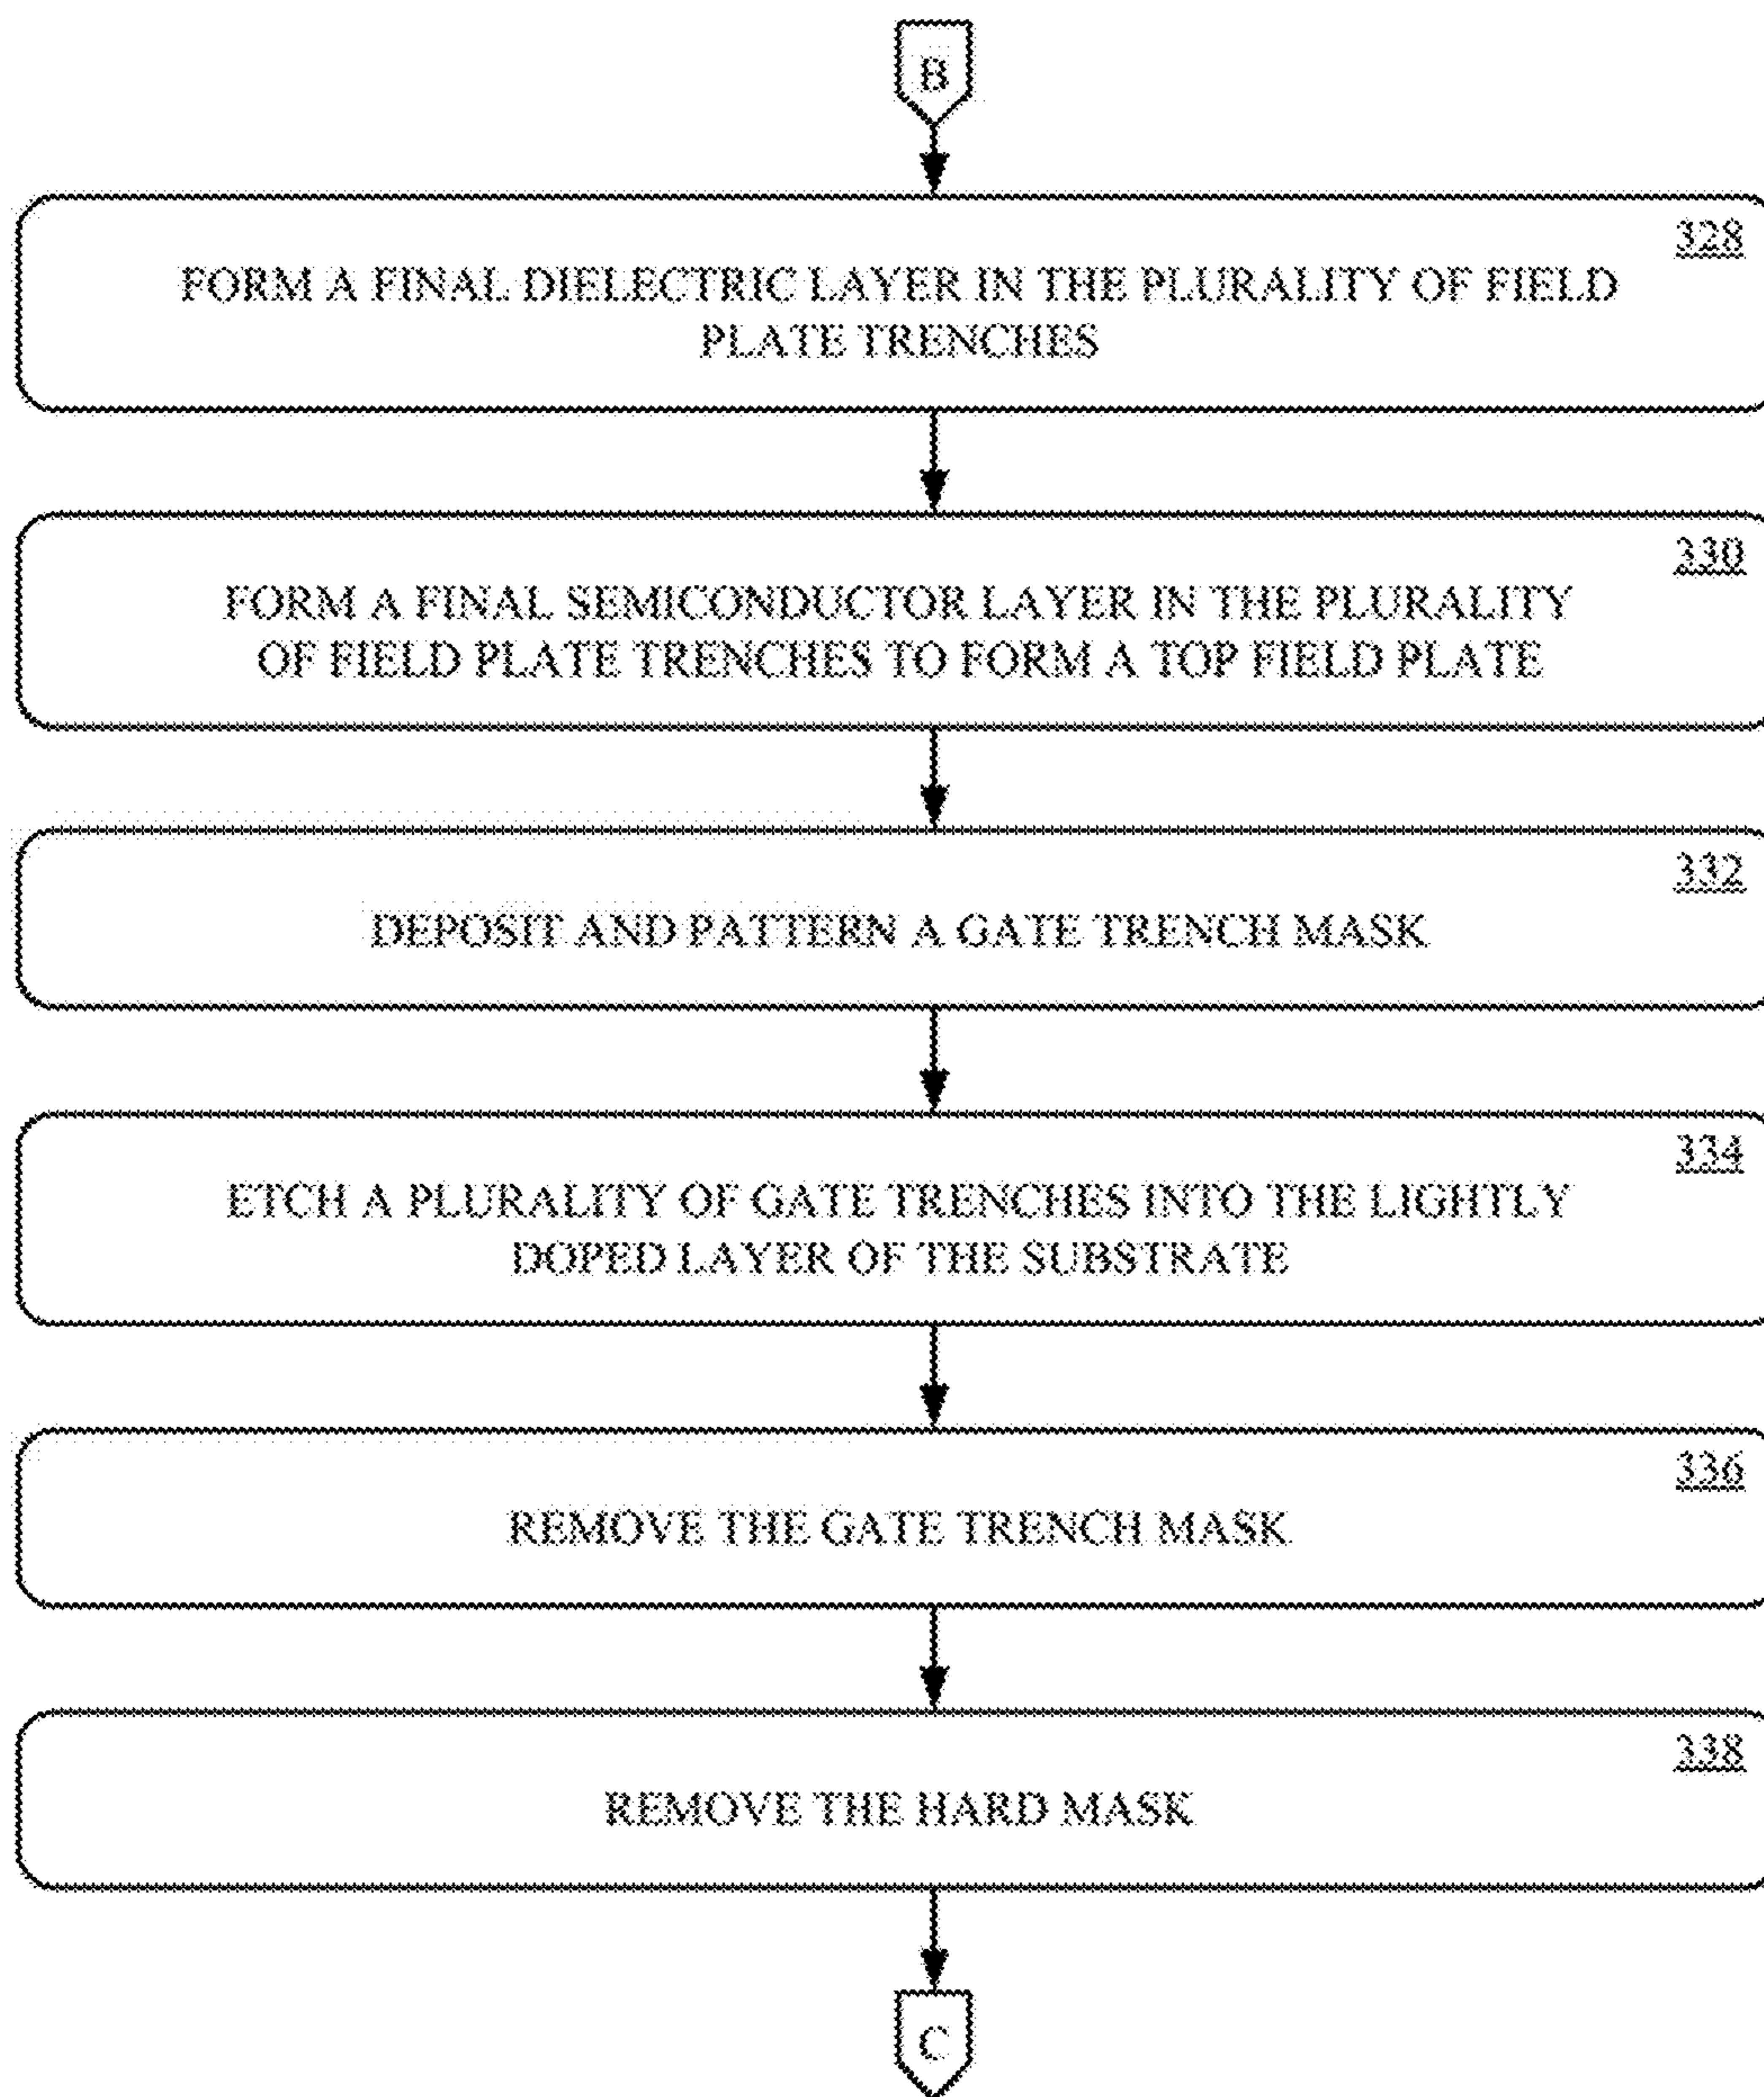 B
328
FORM A FINAL DIELECTRIC LAYER IN THE PLURALITY OF FIELD
PLATE TRENCHES
330
FORM A FINAL SEMICONDUCTOR LAYER IN THE PLURALITY
OF FIELD PLATE TRENCHES TO FORM A TOP FIELD PLATE
332
DEPOSIT AND PATTERN A GATE TRENCH MASK
334
ETCH A PLURALITY OF GATE TRENCHES INTO THE LIGHTLY
DOPED LAYER OF THE SUBSTRATE
336
REMOVE THE GATE TRENCH MASK
338
REMOVE THE HARD MASK
C